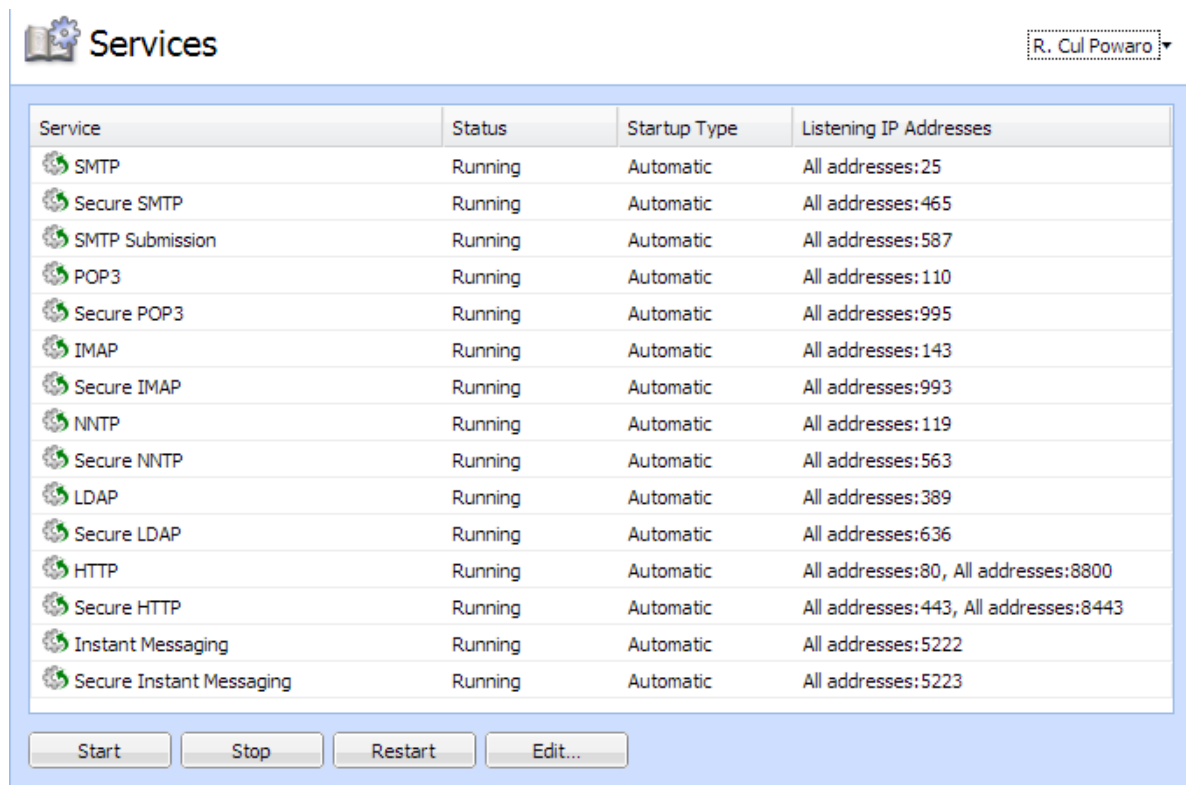 Services
R. Cul Powaro
Service Status Startup Type Listening IP Addresses
SMTP Running Automatic All addresses:25
Secure SMTP Running Automatic All addresses:465
SMTP Submission Running Automatic All addresses:587
POP3 Running Automatic All addresses:110
Secure POP3 Running Automatic All addresses:995
IMAP Running Automatic All addresses:143
Secure IMAP Running Automatic All addresses:993
NNTP Running Automatic All addresses:119
Secure NNTP Running Automatic All addresses:563
LDAP Running Automatic All addresses:389
Secure LDAP Running Automatic All addresses:636
HTTP Running Automatic All addresses:80, All addresses:8800
Secure HTTP Running Automatic All addresses:443, All addresses:8443
Instant Messaging Running Automatic All addresses:5222
Secure Instant Messaging Running Automatic All addresses:5223
Start Stop Restart Edit...